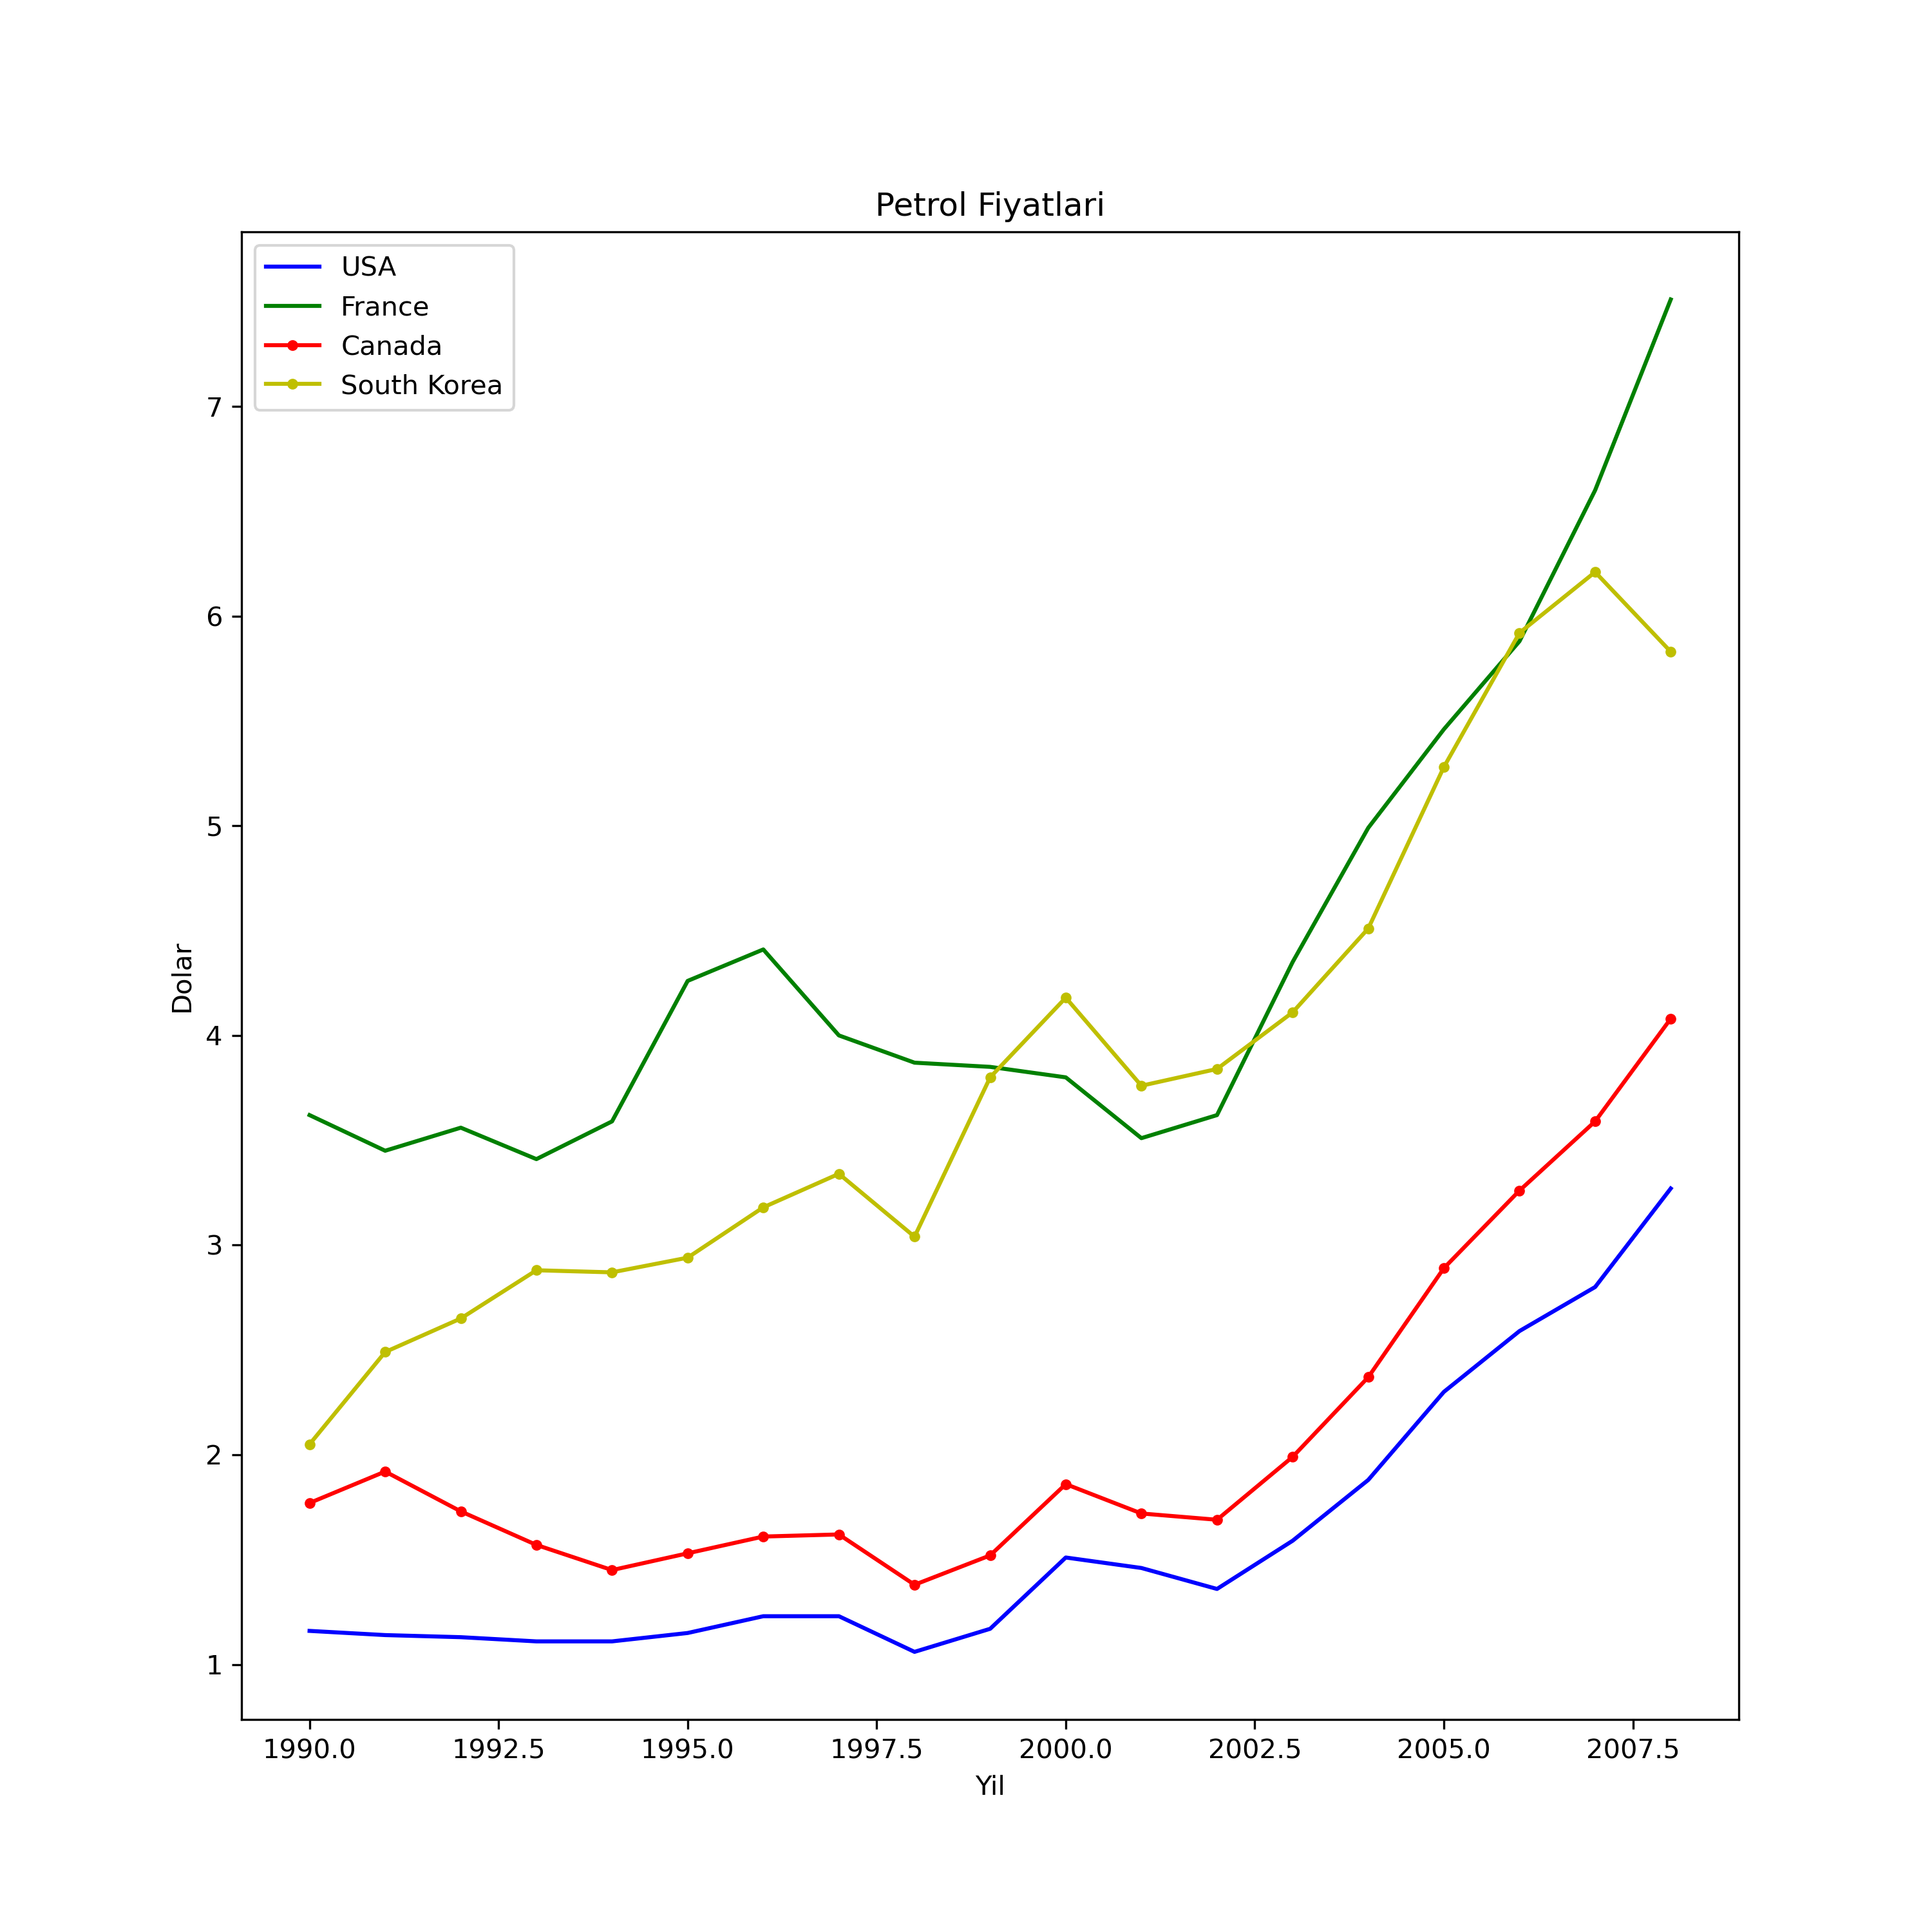 Petrol Fiyatlari
USA
France
Canada
South Korea
7
6
5
4
3
2
1
Dolar
1990.0 1992.5 1995.0 1997.5 2000.0 2002.5 2005.0 2007.5
Yil